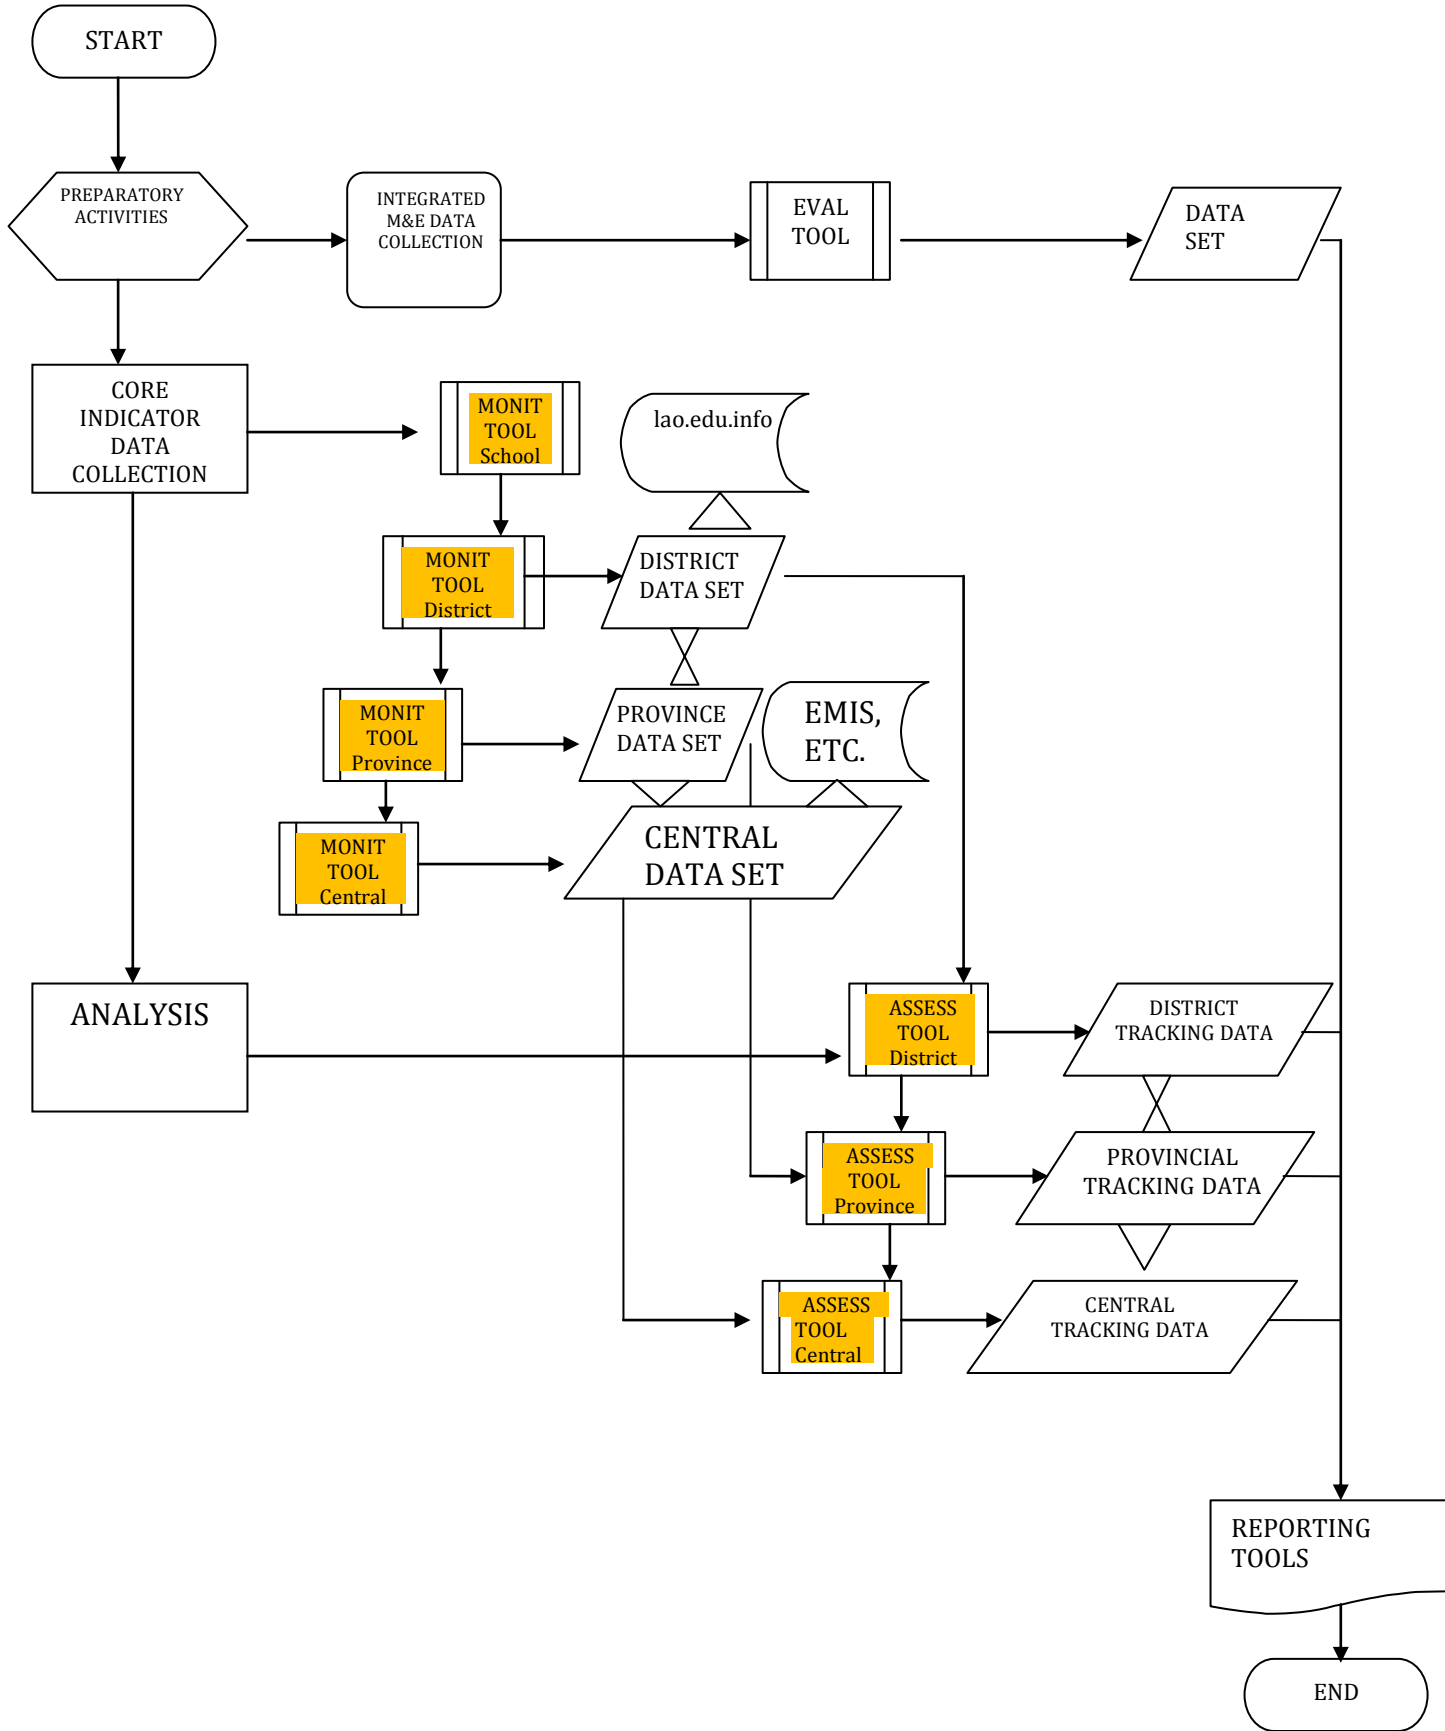 START
PREPARATORY
ACTIVITIES
INTEGRATED
M&E DATA
COLLECTION
EVAL
TOOL
DATA
SET
CORE
INDICATOR
DATA
COLLECTION
MONIT
TOOL
School
lao.edu.info
MONIT
TOOL
District
DISTRICT
DATA SET
MONIT
TOOL
Province
PROVINCE
DATA SET
EMIS,
ETC.
MONIT
TOOL
Central
CENTRAL
DATA SET
ANALYSIS
ASSESS
TOOL
District
DISTRICT
TRACKING DATA
ASSESS
TOOL
Province
PROVINCIAL
TRACKING DATA
ASSESS
TOOL
Central
CENTRAL
TRACKING DATA
REPORTING
TOOLS
END